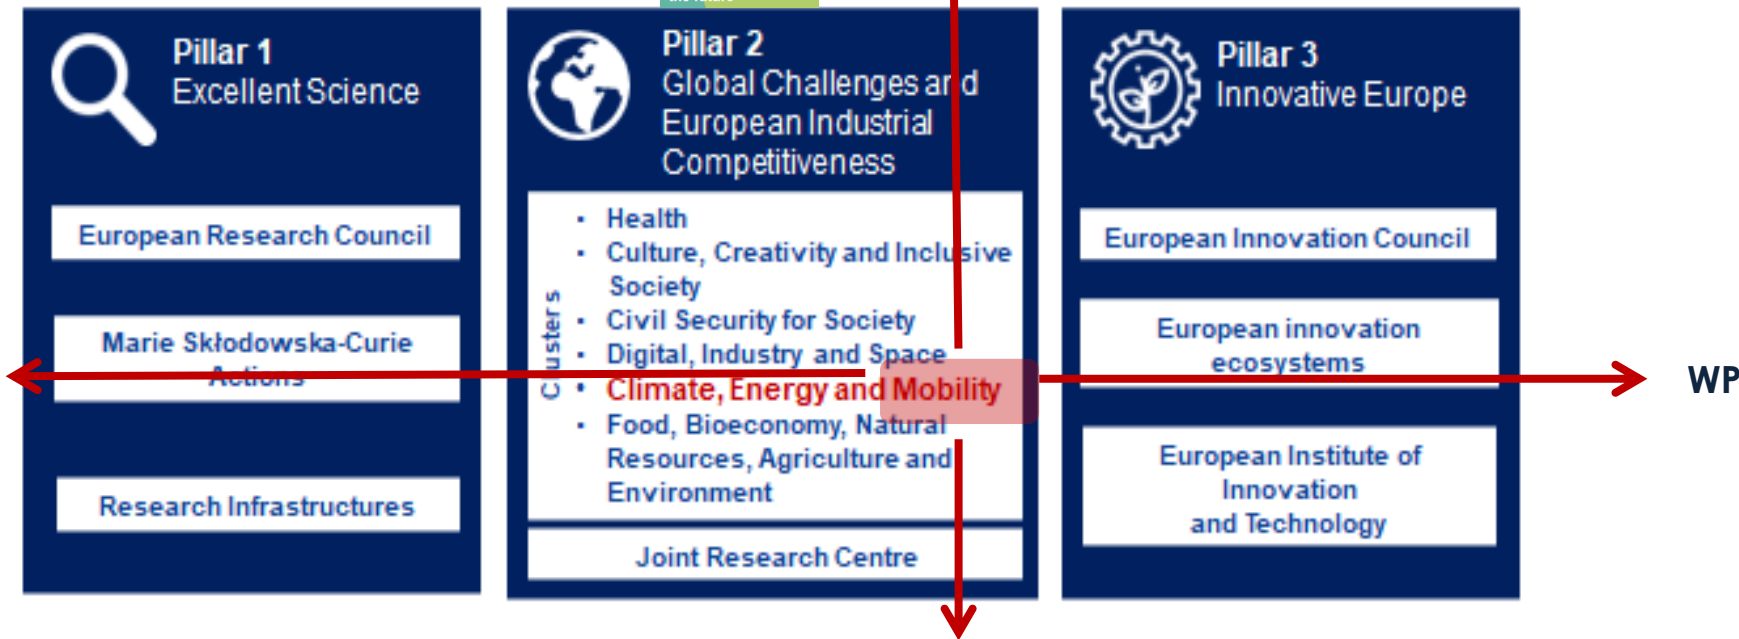 the future
Pillar 1
Excellent Science
European Research Council
Marie Skłodowska-Curie
Actions
Research Infrastructures
Pillar 2
Global Challenges and
European Industrial
Competitiveness
Clusters
▪ Health
▪ Culture, Creativity and Inclusive
Society
▪ Civil Security for Society
▪ Digital, Industry and Space
▪ Climate, Energy and Mobility
▪ Food, Bioeconomy, Natural
Resources, Agriculture and
Environment
Joint Research Centre
Pillar 3
Innovative Europe
European Innovation Council
European innovation
ecosystems
European Institute of
Innovation
and Technology
WP